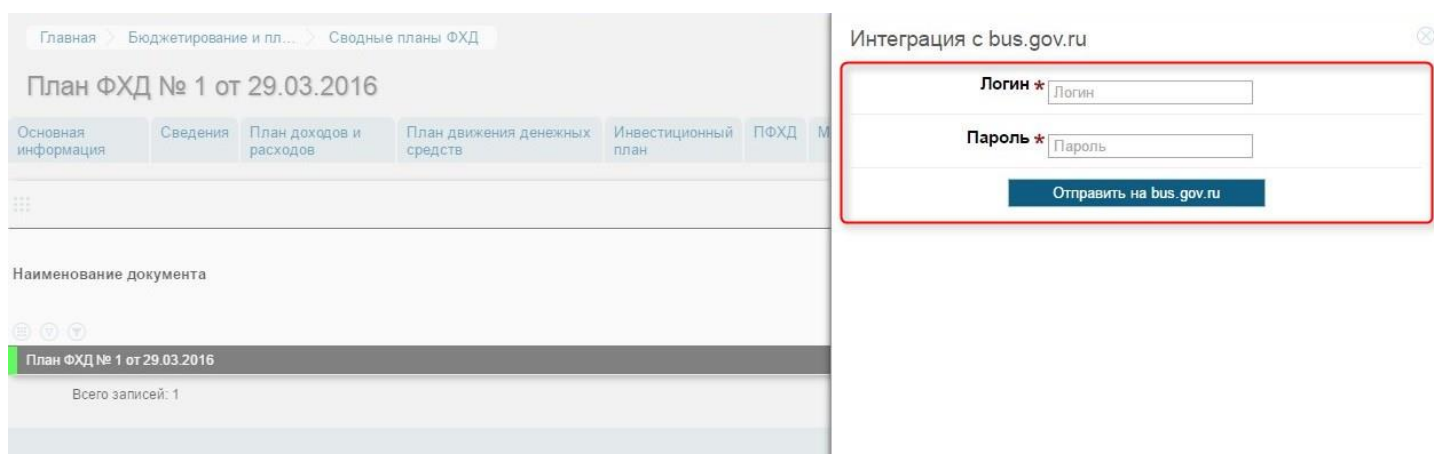 Главная Бюджетирование и пл... Сводные планы ФХД
План ФХД № 1 от 29.03.2016
Основная информация
Сведения
План доходов и расходов
План движения денежных средств
Инвестиционный план
ПФХД
М
Наименование документа
План ФХД № 1 от 29.03.2016
Всего записей: 1
Интеграция с bus.gov.ru
Логин * Логин
Пароль * Пароль
Отправить на bus.gov.ru